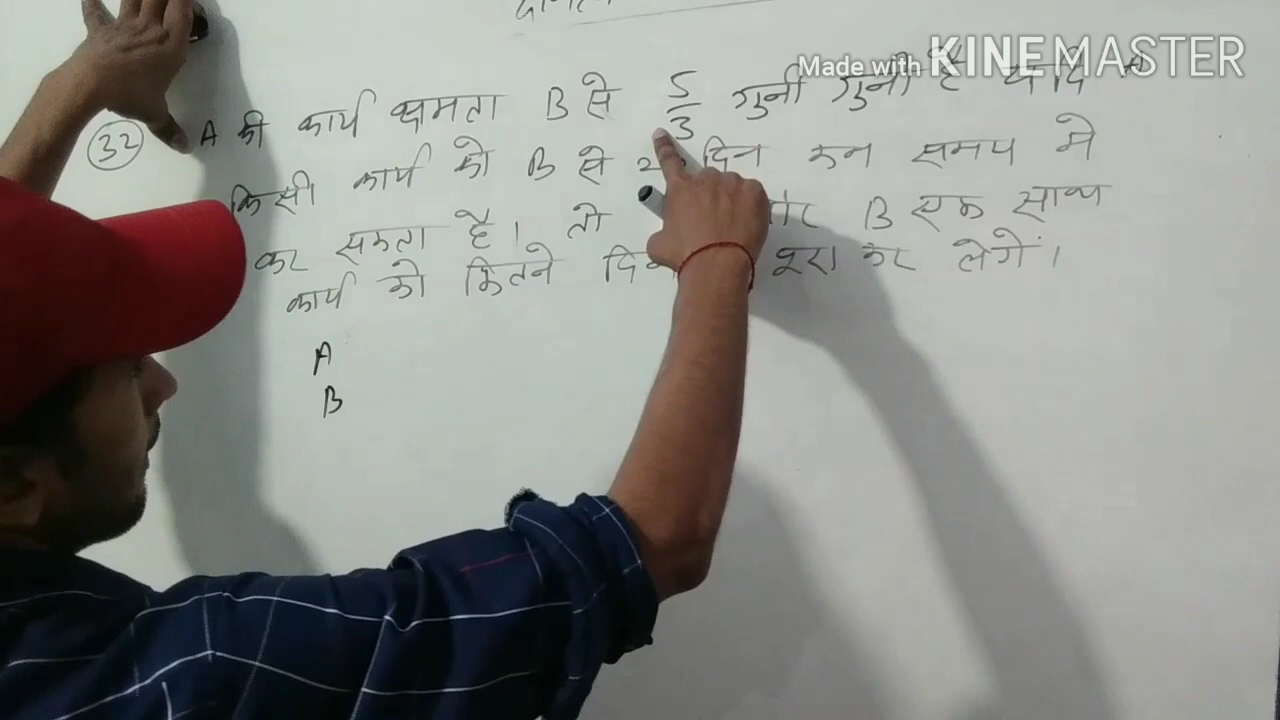 Made with KINEMASTER
(32) A की कार्य क्षमता B से 5/3 गुनी गुनी है यदि A
किसी कार्य को B से दिन कम समय मे
कर सकता है। तो B एक साथ
कार्य को कितने पूरा कर लेगें।
A
B